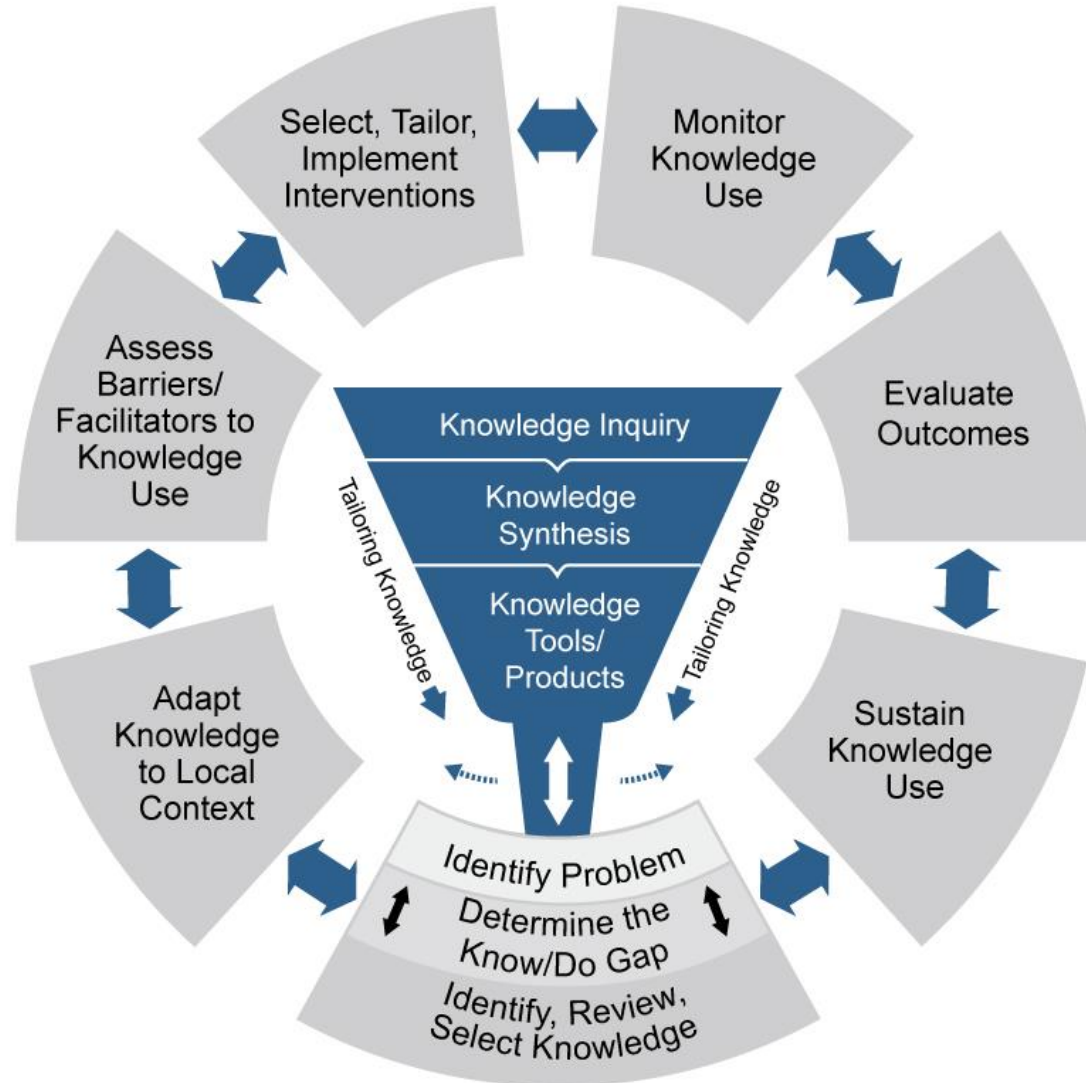 Select, Tailor,
Implement
Interventions
Monitor
Knowledge
Use
Assess
Barriers/
Facilitators to
Knowledge
Use
Evaluate
Outcomes
Knowledge Inquiry
Knowledge
Synthesis
Knowledge
Tools/
Products
Tailoring Knowledge
Tailoring Knowledge
Adapt
Knowledge
to Local
Context
Sustain
Knowledge
Use
Identify Problem
Determine the
Know/Do Gap
Identify, Review,
Select Knowledge